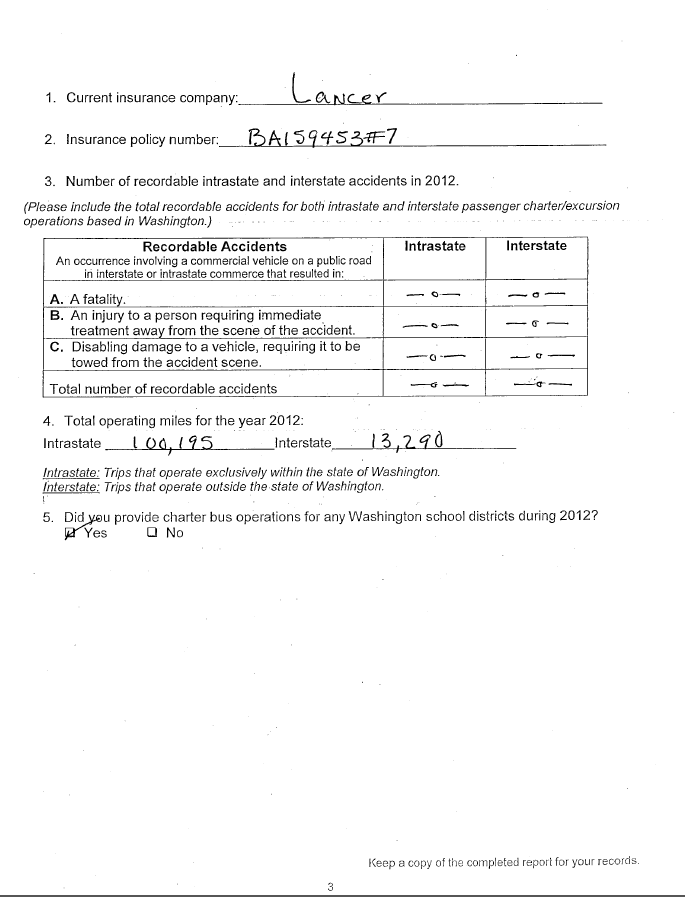 1. Current insurance company: Lancer
2. Insurance policy number: BA159453#7
3. Number of recordable intrastate and interstate accidents in 2012.
(Please include the total recordable accidents for both intrastate and interstate passenger charter/excursion
operations based in Washington.)
Recordable Accidents Intrastate Interstate
An occurrence involving a commercial vehicle on a public road
in interstate or intrastate commerce that resulted in:
A. A fatality. — 0 — — 0 —
B. An injury to a person requiring immediate
treatment away from the scene of the accident. — 0 — — 0 —
C. Disabling damage to a vehicle, requiring it to be
towed from the accident scene. — 0 — — 0 —
Total number of recordable accidents — 0 — — 0 —
4. Total operating miles for the year 2012:
Intrastate 100,195 Interstate 13,290
Intrastate: Trips that operate exclusively within the state of Washington.
Interstate: Trips that operate outside the state of Washington.
5. Did you provide charter bus operations for any Washington school districts during 2012?
☑ Yes ☐ No
Keep a copy of the completed report for your records.
3